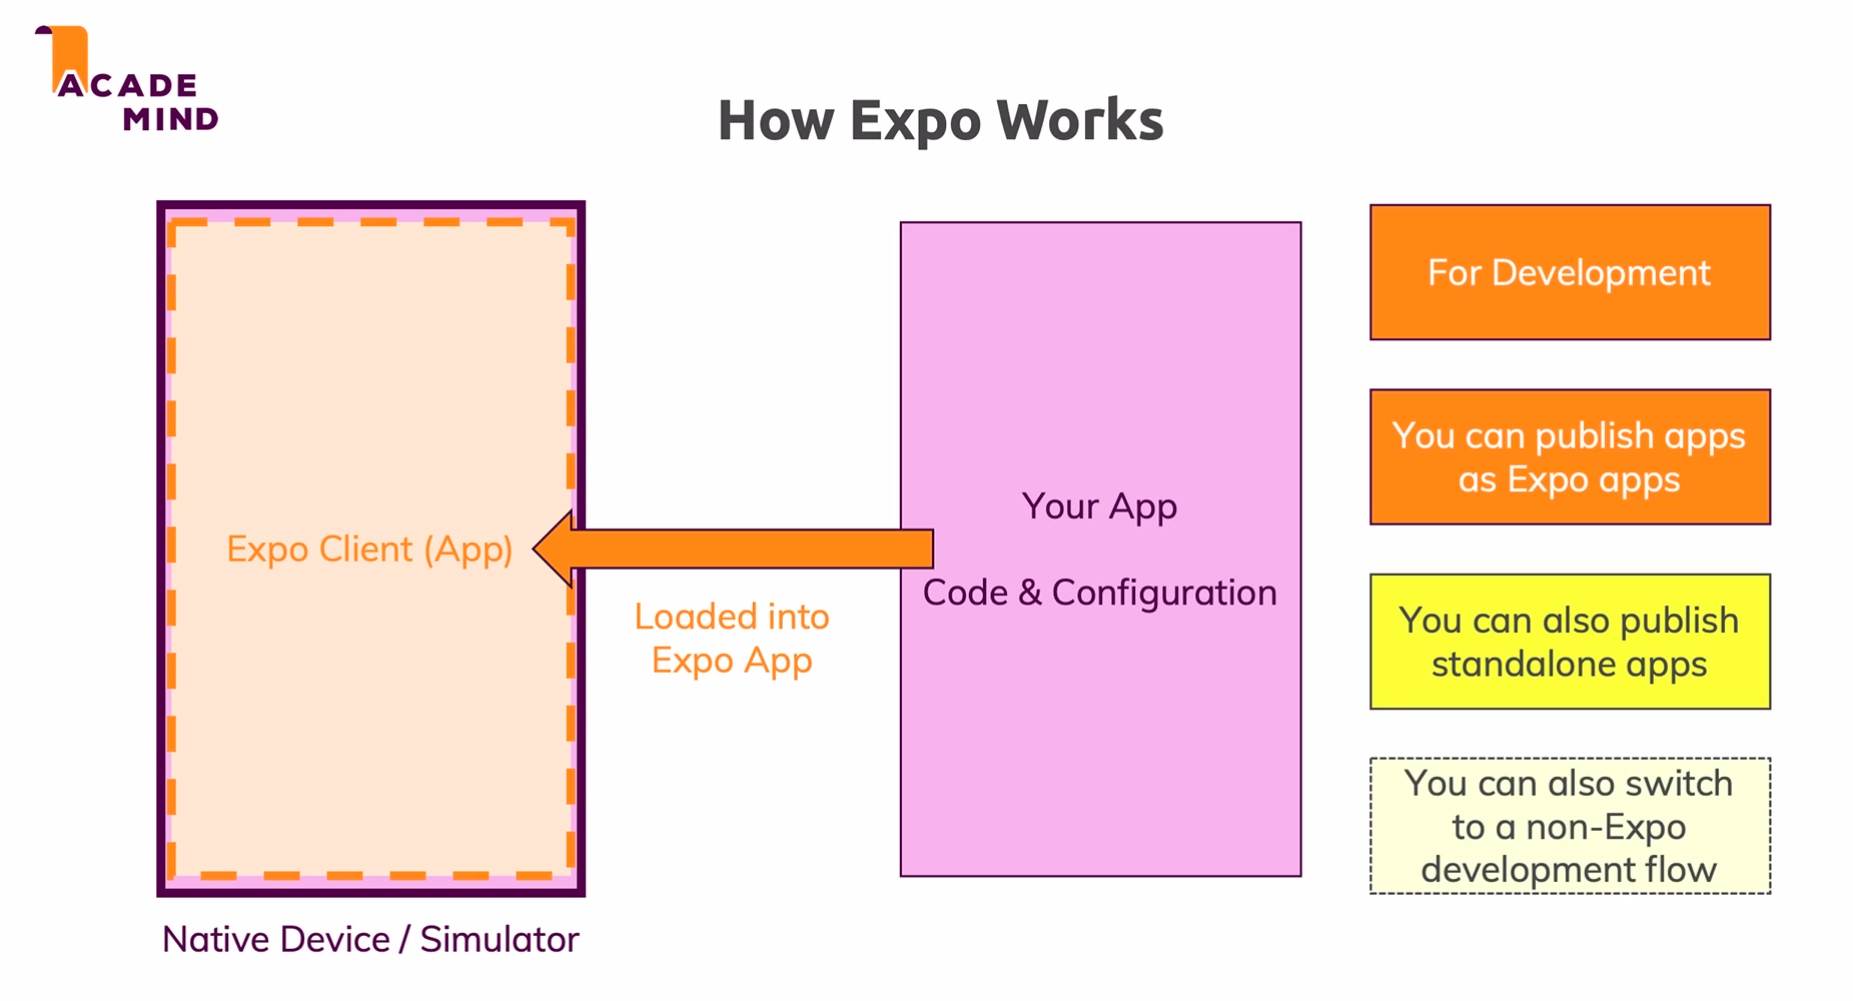 ACADE
MIND
How Expo Works
Expo Client (App)
Native Device / Simulator
Loaded into
Expo App
Your App
Code & Configuration
For Development
You can publish apps
as Expo apps
You can also publish
standalone apps
You can also switch
to a non-Expo
development flow